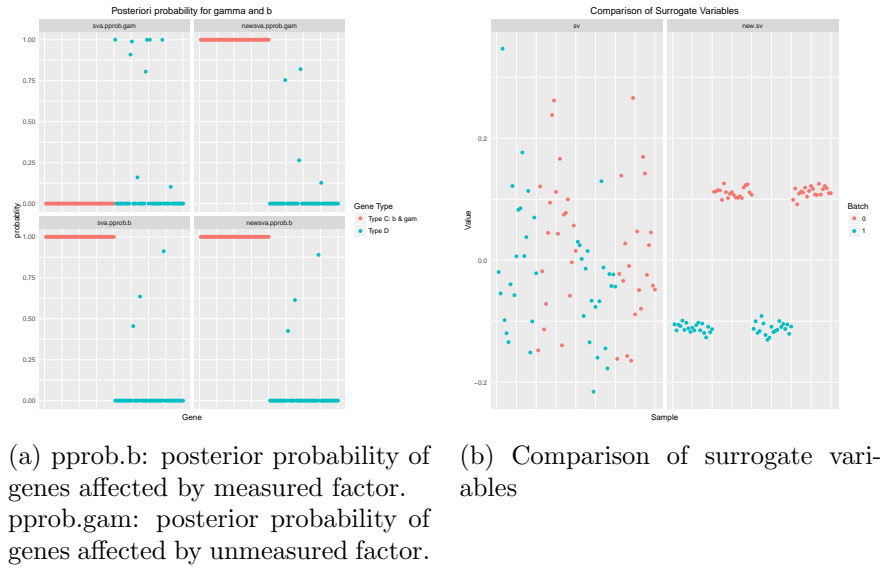 Posteriori probability for gamma and b
sva.pprob.gam
newsva.pprob.gam
1.00
0.75
0.50
0.25
0.00
sva.pprob.b
newsva.pprob.b
1.00
0.75
0.50
0.25
0.00
probability
Gene
Gene Type
Type C: b & gam
Type D
Comparison of Surrogate Variables
sv
new.sv
0.2
0.0
−0.2
Value
Sample
Batch
0
1
(a) pprob.b: posterior probability of
genes affected by measured factor.
pprob.gam: posterior probability of
genes affected by unmeasured factor.
(b) Comparison of surrogate vari-
ables